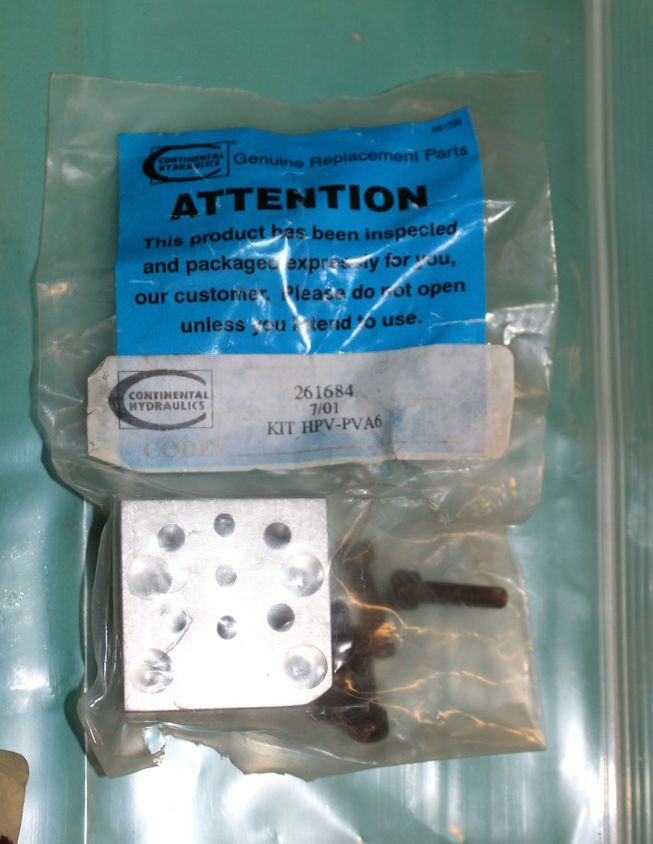 CONTINENTAL
HYDRAULICS
Genuine Replacement Parts
ATTENTION
This product has been inspected
and packaged expressly for you,
our customer. Please do not open
unless you intend to use.
CONTINENTAL
HYDRAULICS
261684
7/01
KIT HPV-PVA6